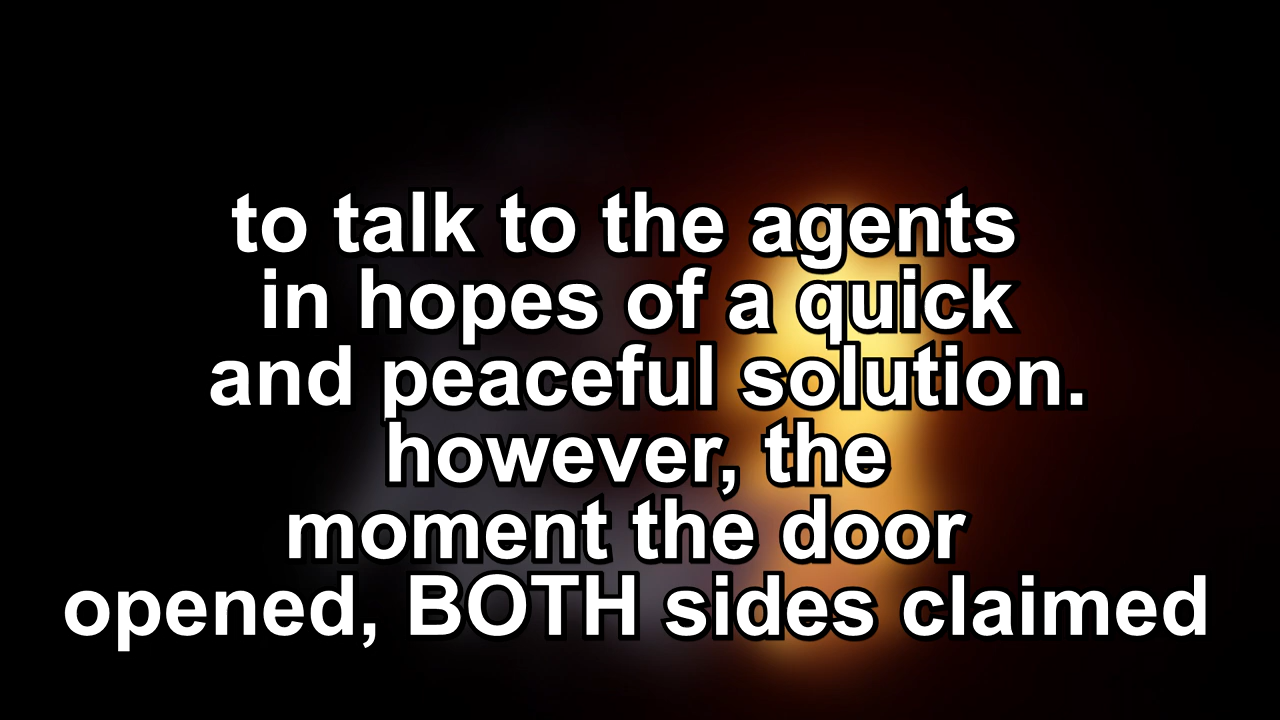 to talk to the agents
in hopes of a quick
and peaceful solution.
however, the
moment the door
opened, BOTH sides claimed